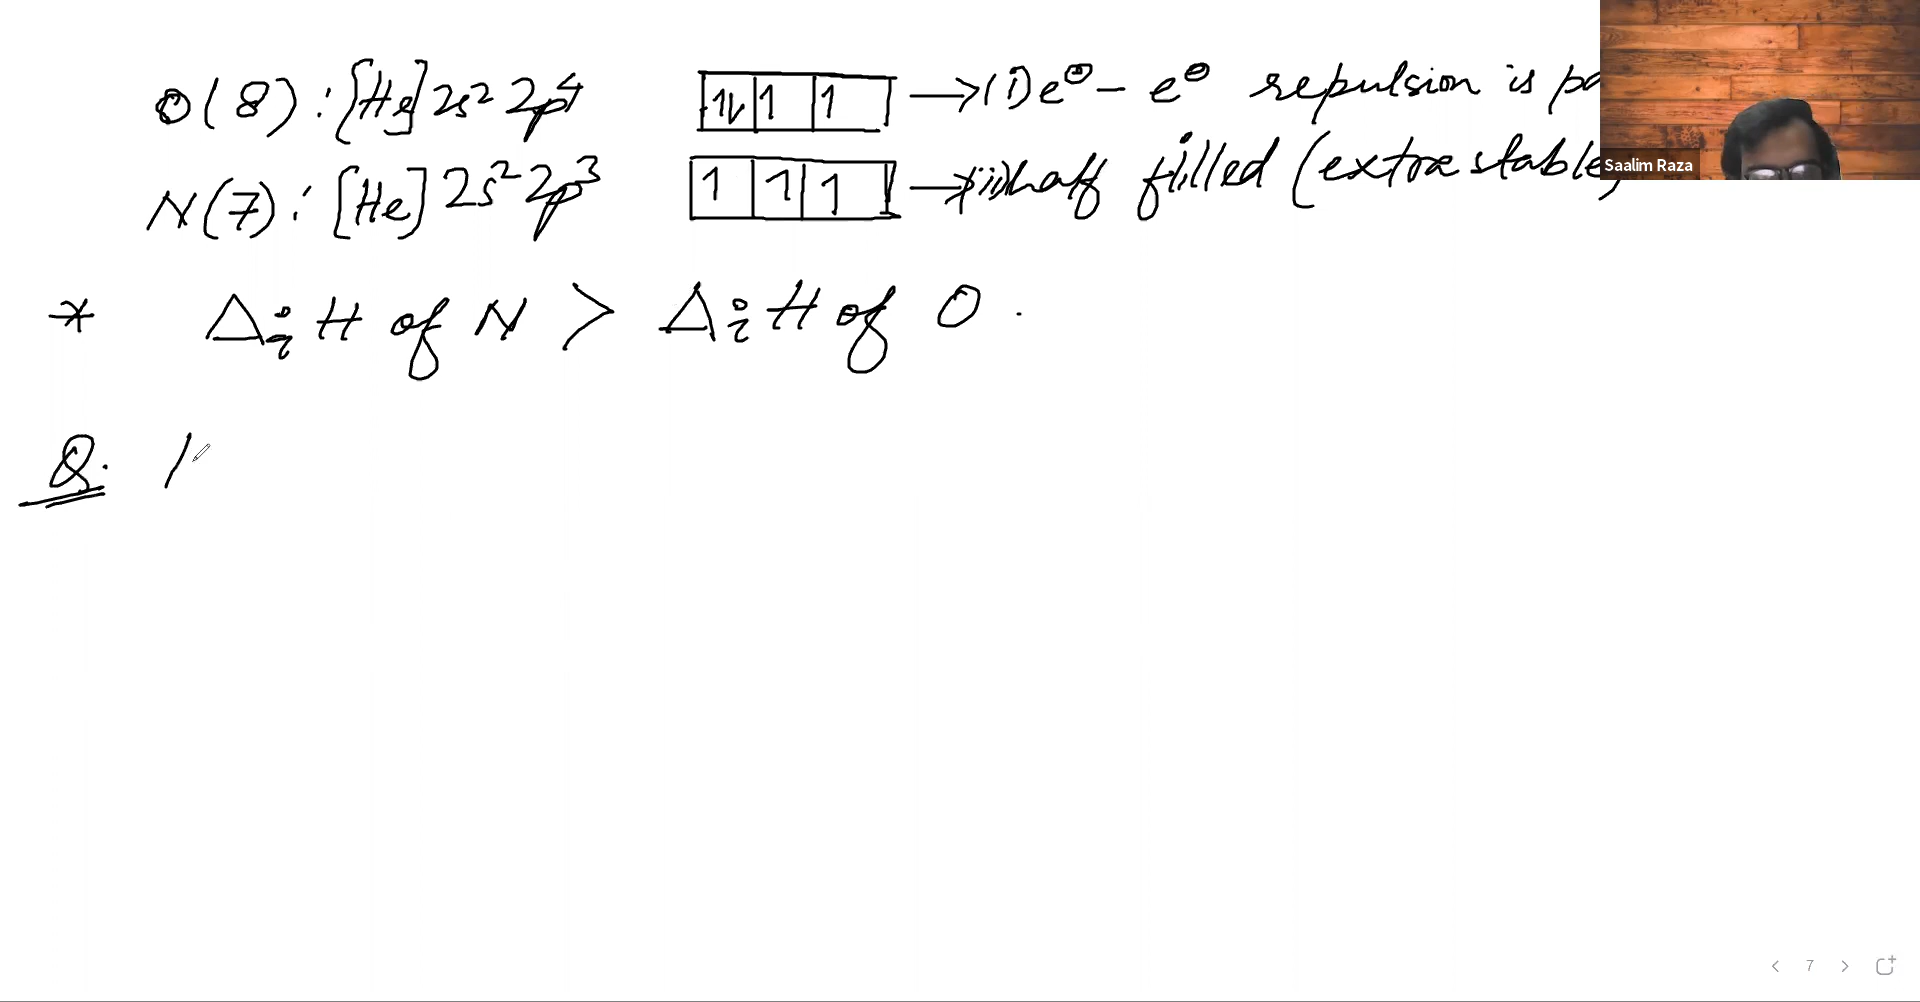 O(8) : [He] 2s² 2p⁴ 1⇂ 1 1 → (i) e⊖ - e⊖ repulsion is pa
N(7) : [He] 2s² 2p³ 1 1 1 → (ii) half filled (extra stable)
* ΔᵢH of N > ΔᵢH of O .
Q.
Saalim Raza
7